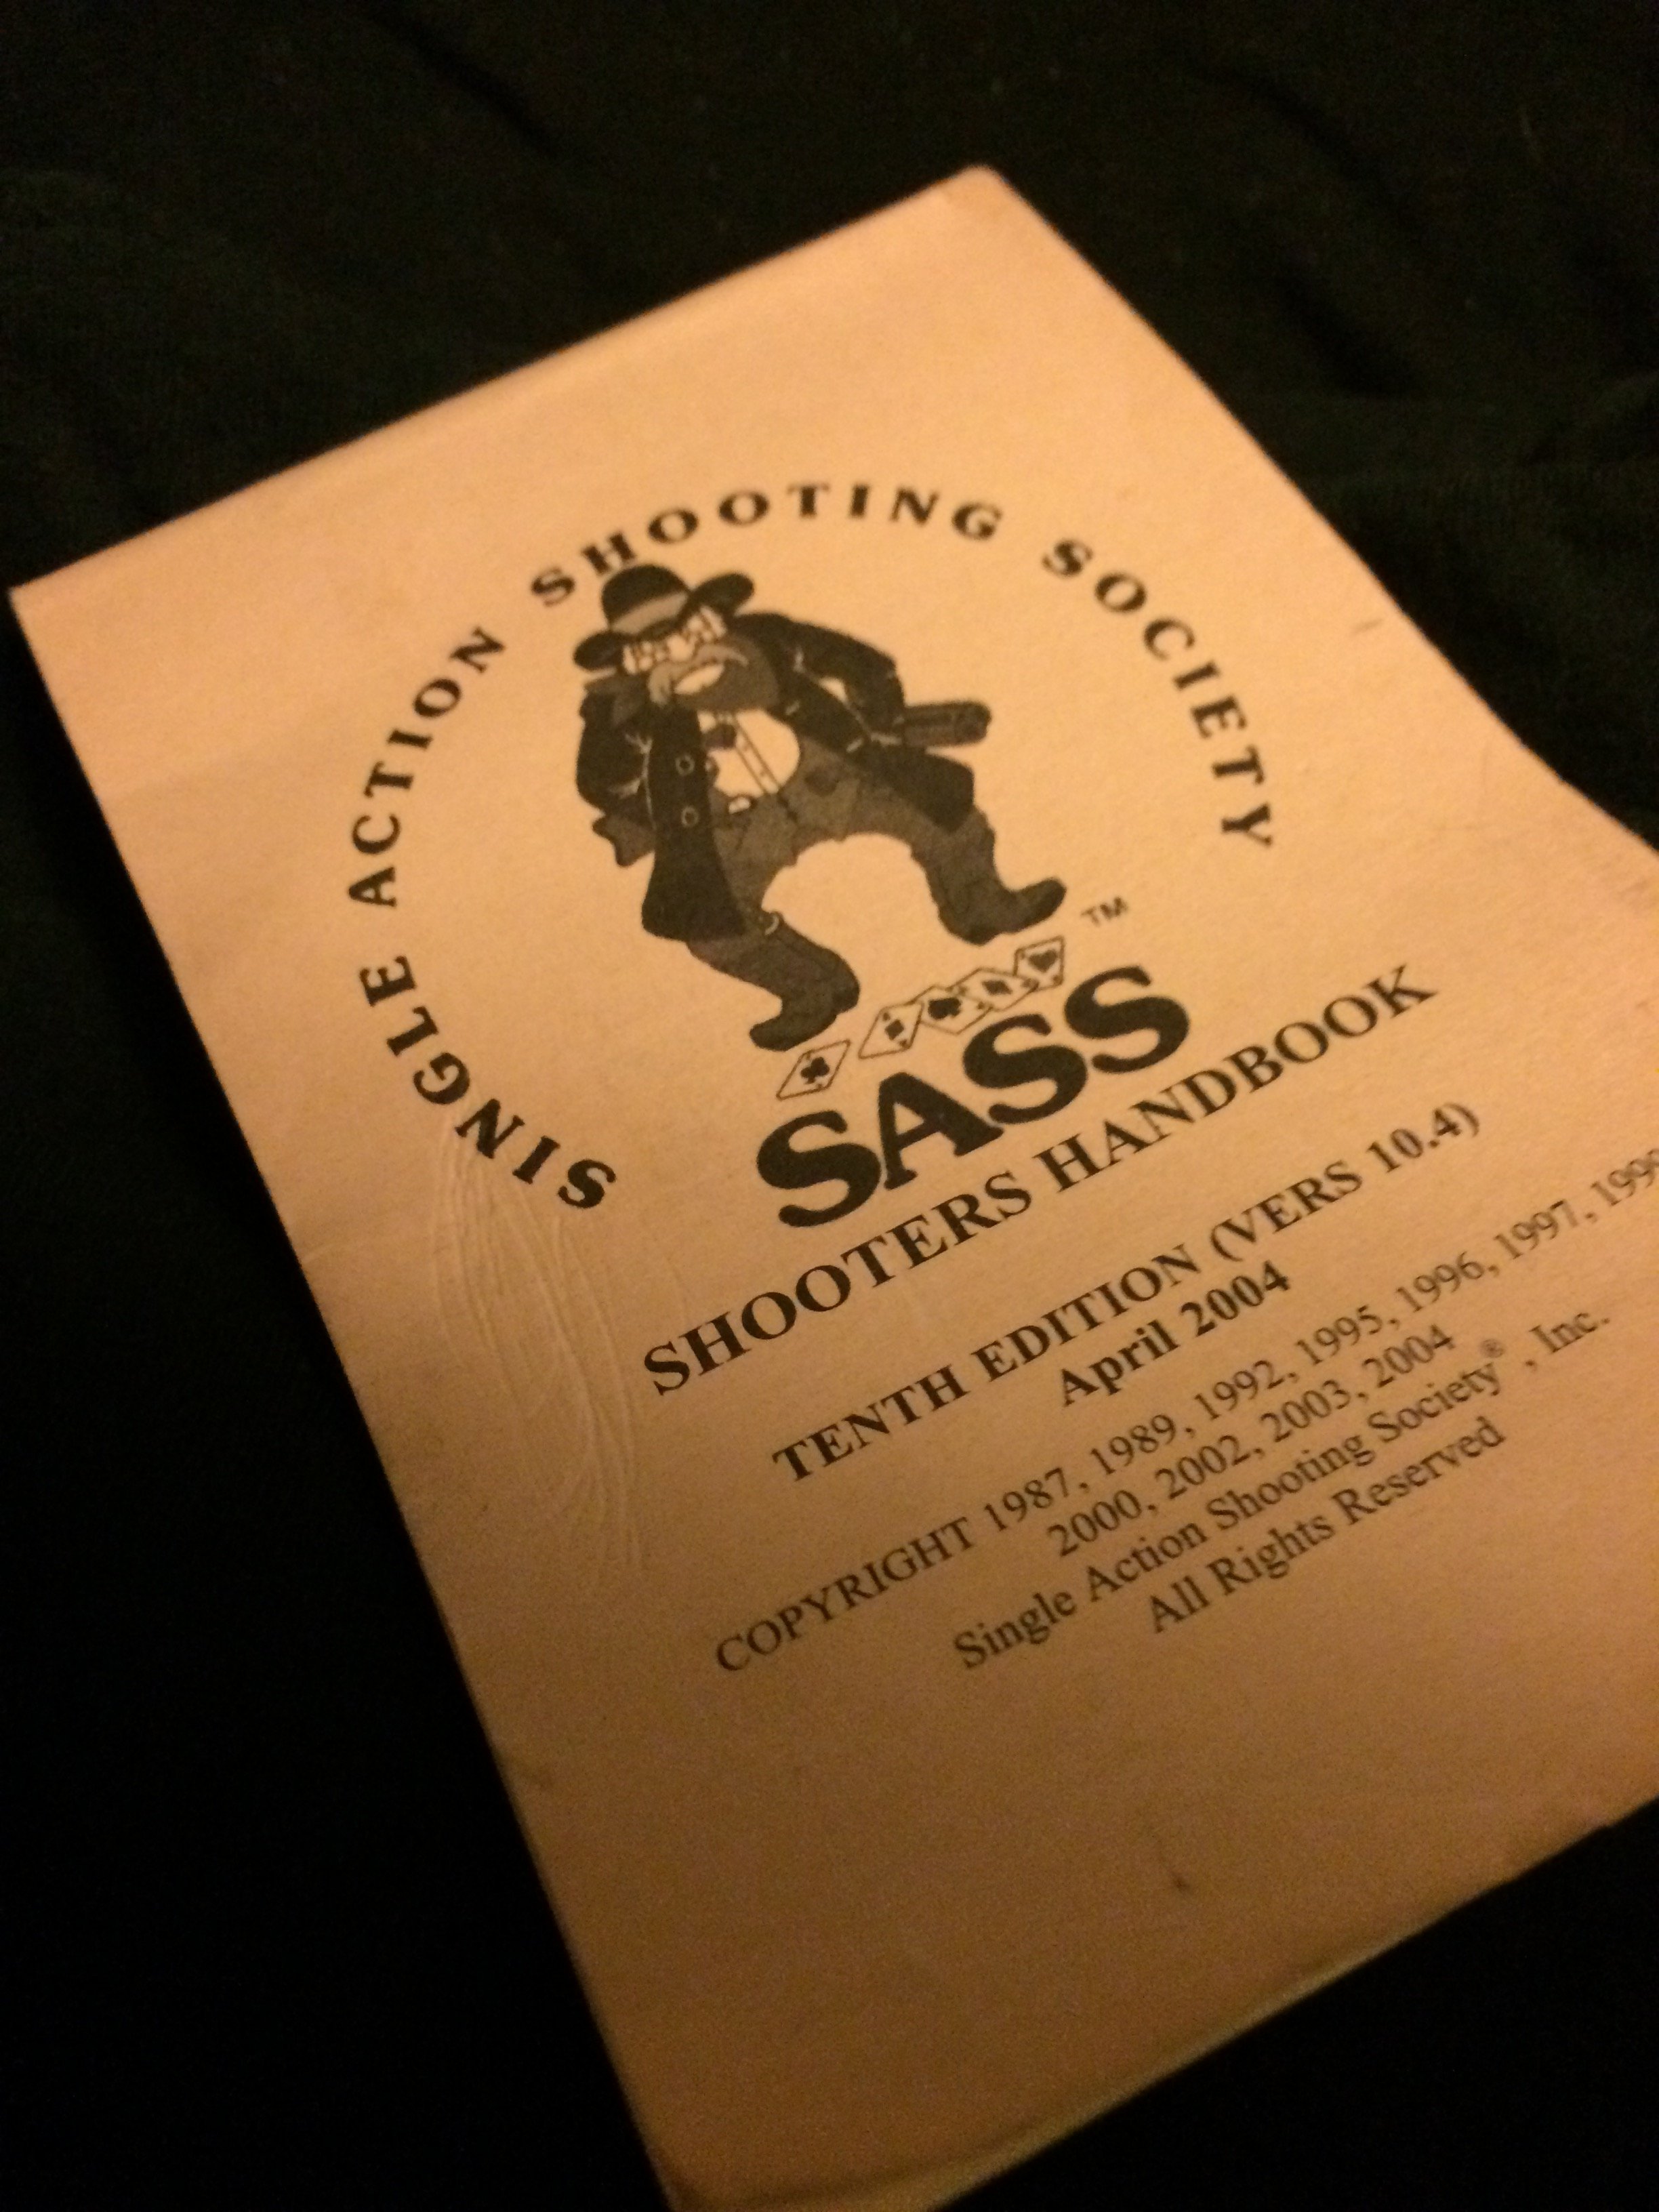 SINGLE ACTION SHOOTING SOCIETY
TM
SASS
SHOOTERS HANDBOOK
TENTH EDITION (VERS 10.4)
April 2004
COPYRIGHT 1987, 1989, 1992, 1995, 1996, 1997,
2000, 2002, 2003, 2004
Single Action Shooting Society®, Inc.
All Rights Reserved